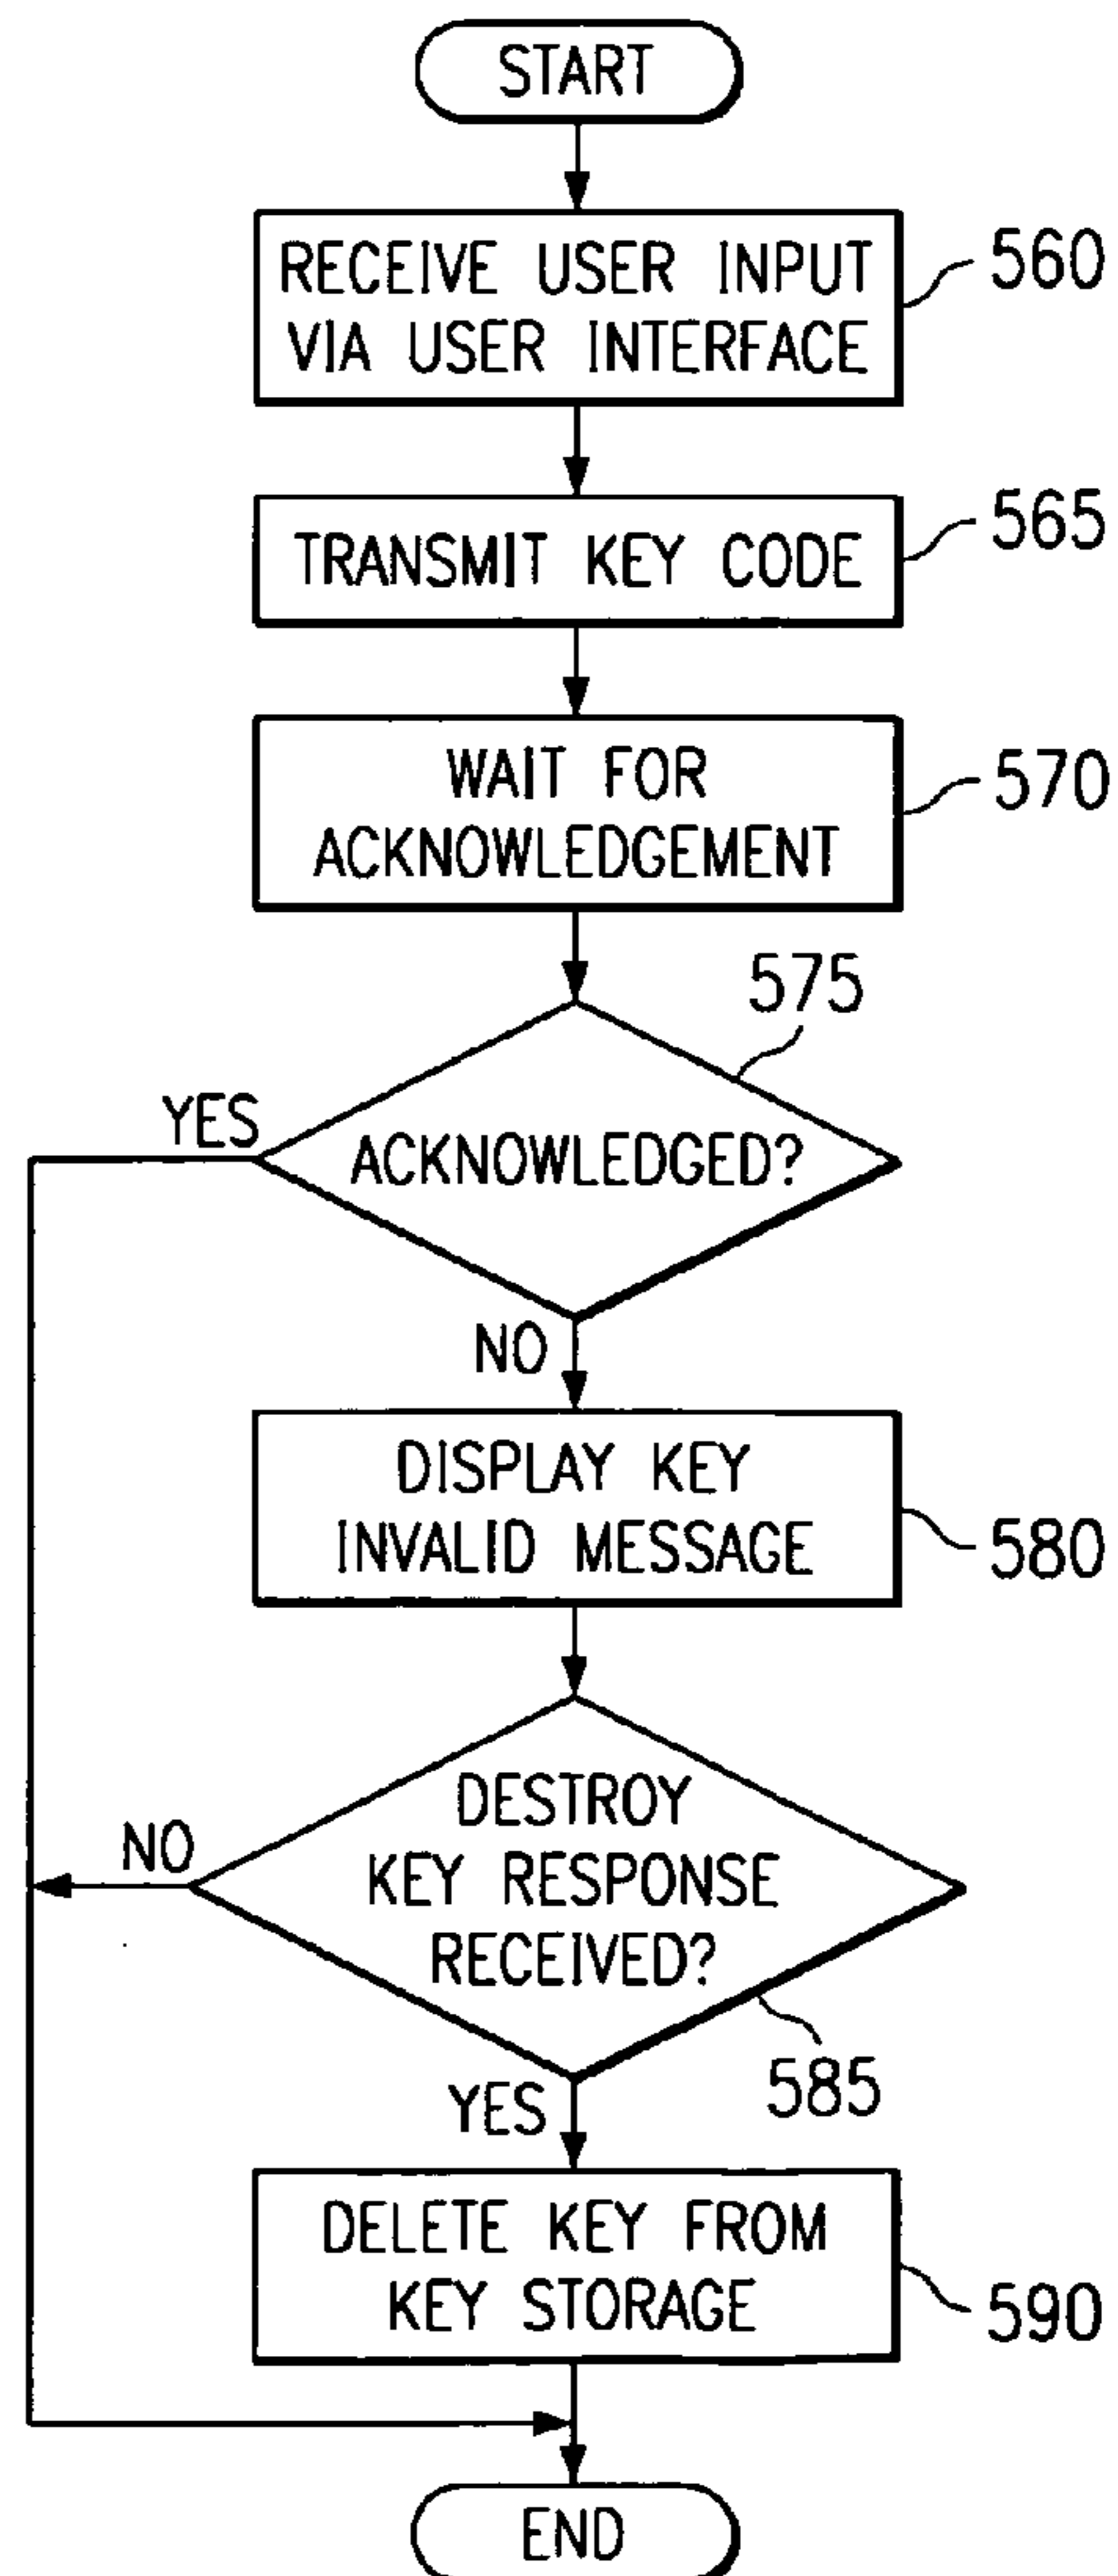 START
RECEIVE USER INPUT
VIA USER INTERFACE
560
TRANSMIT KEY CODE
565
WAIT FOR
ACKNOWLEDGEMENT
570
575
YES
ACKNOWLEDGED?
NO
DISPLAY KEY
INVALID MESSAGE
580
NO
DESTROY
KEY RESPONSE
RECEIVED?
585
YES
DELETE KEY FROM
KEY STORAGE
590
END